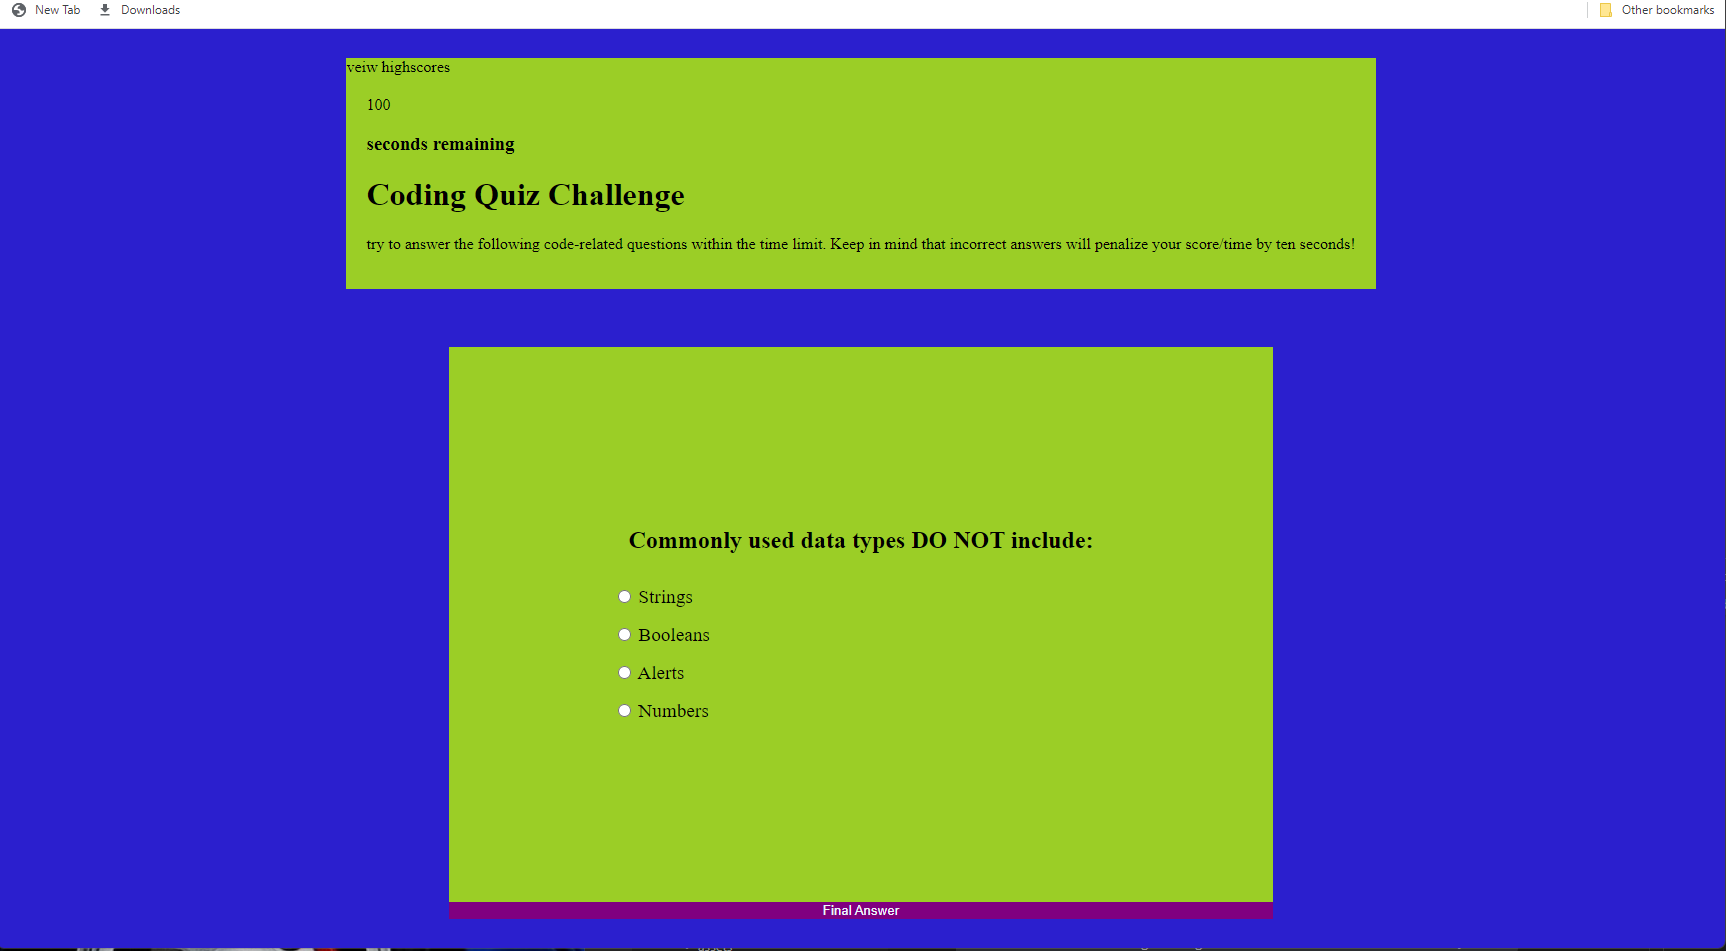 New Tab Downloads Other bookmarks
veiw highscores
100
seconds remaining
Coding Quiz Challenge
try to answer the following code-related questions within the time limit. Keep in mind that incorrect answers will penalize your score/time by ten seconds!
Commonly used data types DO NOT include:
Strings
Booleans
Alerts
Numbers
Final Answer